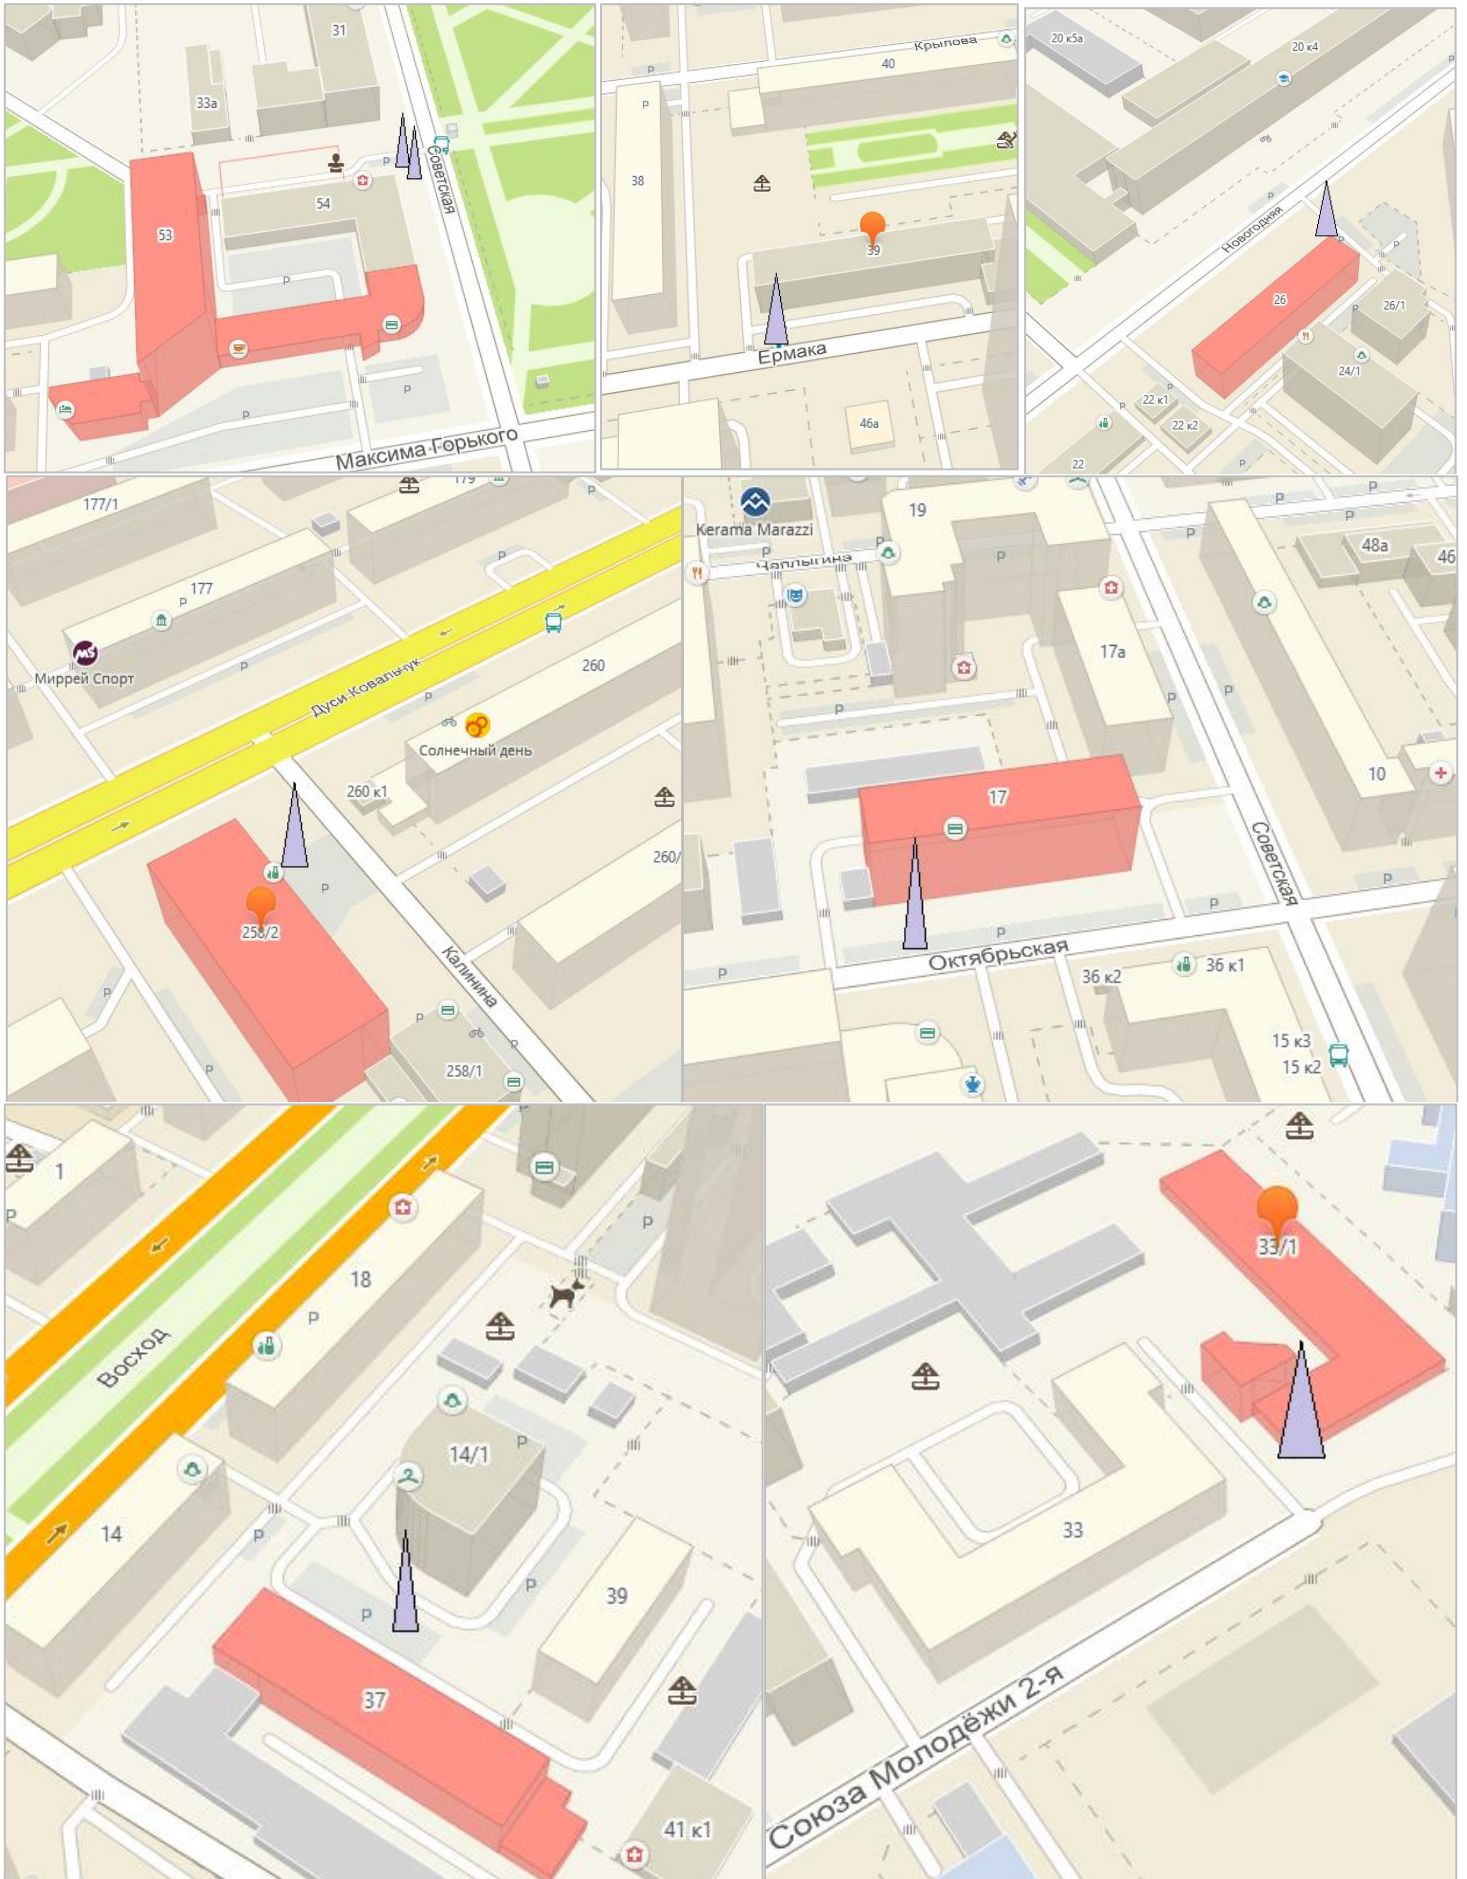 31
33а
53
54
P
P
P
P
Советская
Максима Горького
Крылова
40
P
P
38
39
Ермака
46а
20 к5а
20 к4
Новогодняя
P
P
26
26/1
24/1
22 к1
22 к2
P
22
P
177/1
179
P
177
P
P
P
Миррей Спорт
Дуси Ковальчук
260
P
Солнечный день
260 к1
260/
P
258/2
P
P
Калинина
P
258/1
P
Kerama Marazzi
19
P
P
P
Чаплыгина
P
P
P
48а
46
17а
P
P
P
17
10
Советская
P
P
P
P
Октябрьская
36 к2
36 к1
15 к3
15 к2
1
P
P
18
P
Восход
14/1
P
14
P
P
P
39
37
41 к1
33/1
33
Союза Молодёжи 2-я